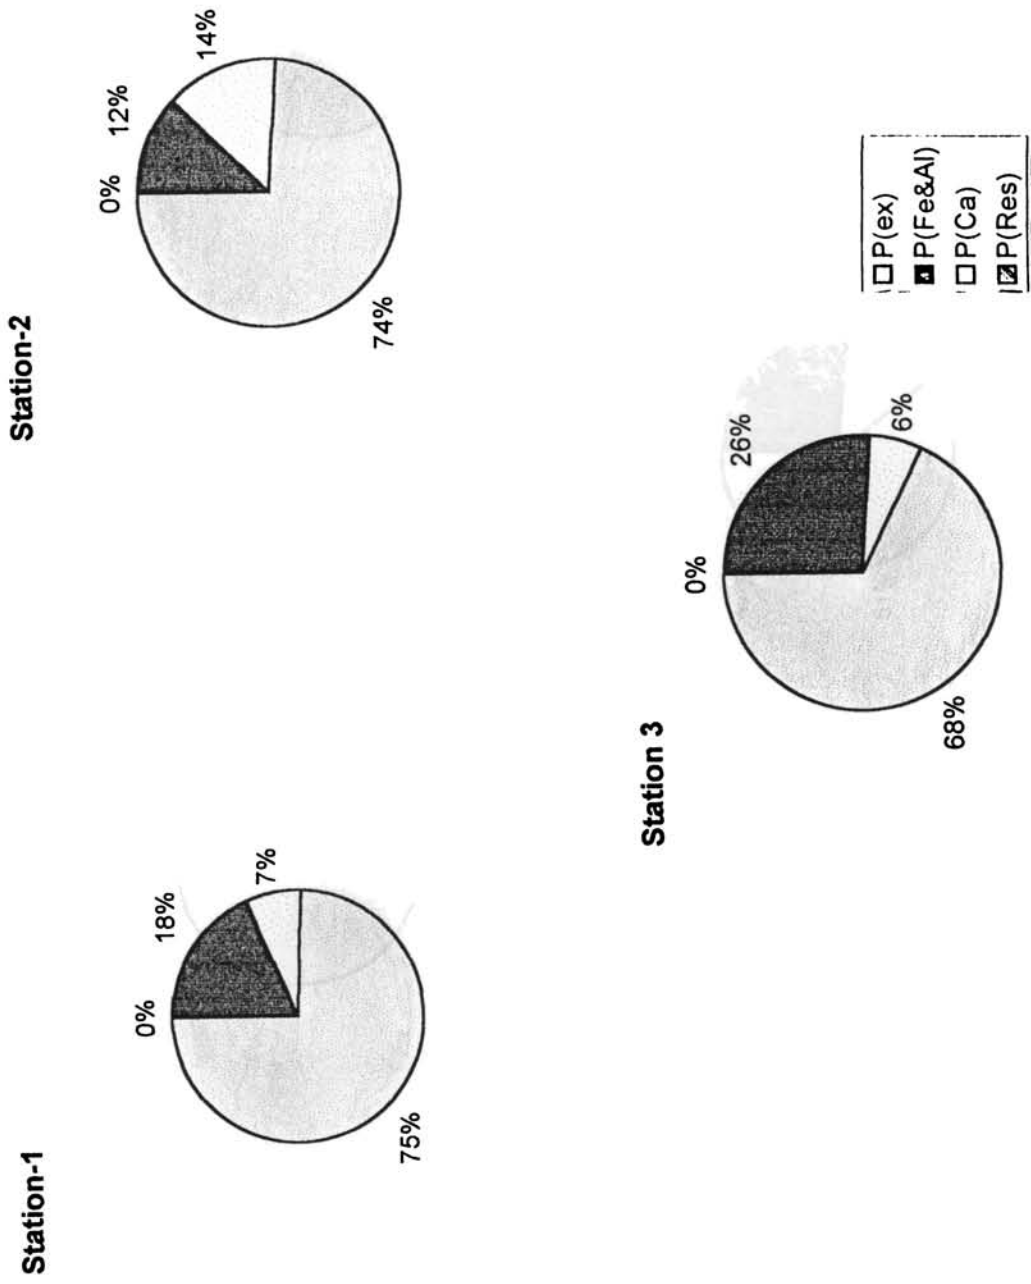 Station-1
0%
18%
7%
75%
Station-2
0%
12%
14%
74%
Station 3
0%
26%
6%
68%
P(ex)
P(Fe&Al)
P(Ca)
P(Res)